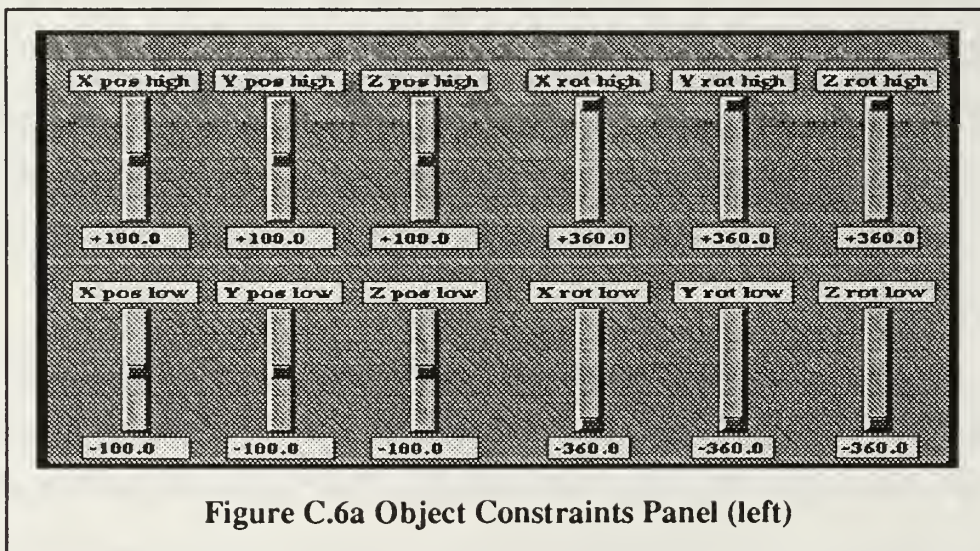 X pos high Y pos high Z pos high X rot high Y rot high Z rot high
+100.0 +100.0 +100.0 +360.0 +360.0 +360.0
X pos low Y pos low Z pos low X rot low Y rot low Z rot low
-100.0 -100.0 -100.0 -360.0 -360.0 -360.0
Figure C.6a Object Constraints Panel (left)